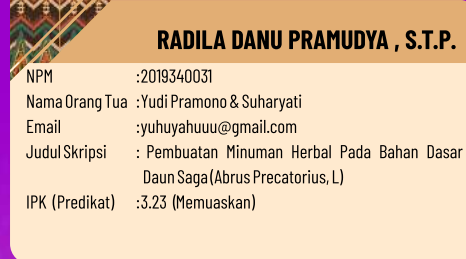 RADILA DANU PRAMUDYA , S.T.P.
NPM :2019340031
Nama Orang Tua :Yudi Pramono & Suharyati
Email :yuhuyahuuu@gmail.com
Judul Skripsi : Pembuatan Minuman Herbal Pada Bahan Dasar
Daun Saga (Abrus Precatorius, L)
IPK (Predikat) :3.23 (Memuaskan)